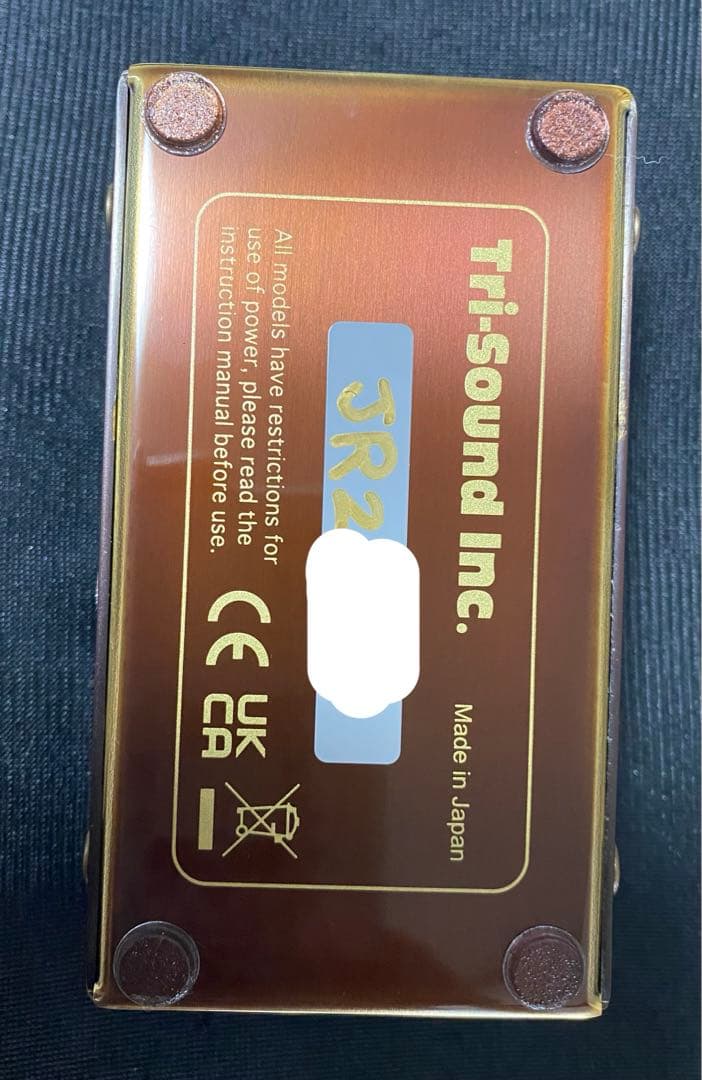 Tri-Sound Inc.
Made in Japan
JR2
All models have restrictions for
use of power, please read the
instruction manual before use.
CE
UK
CA